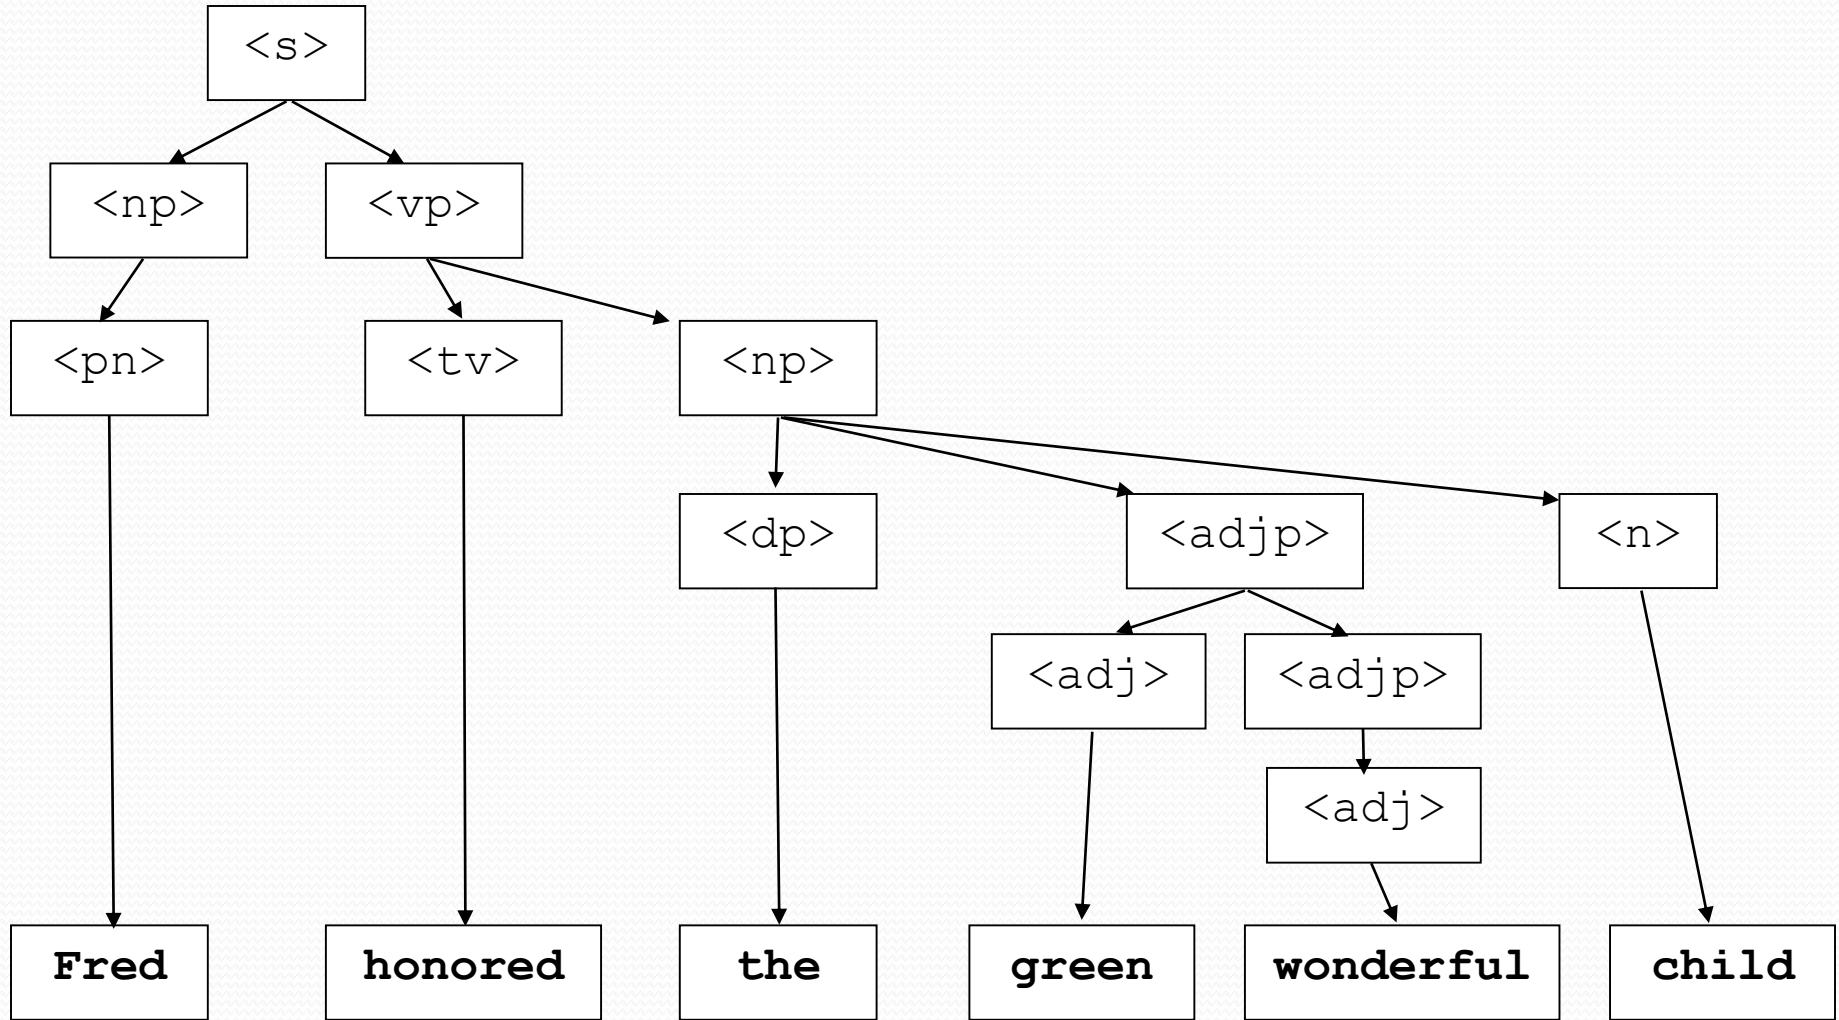 <s>
<np> <vp>
<pn> <tv> <np>
<dp> <adjp> <n>
<adj> <adjp>
<adj>
Fred honored the green wonderful child